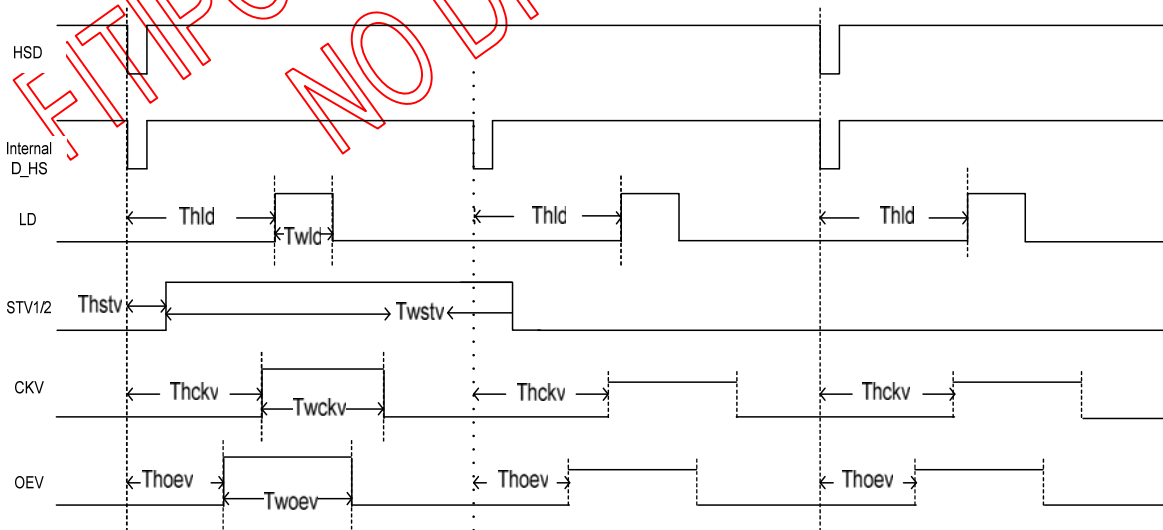 NO D
HSD
Internal
D_HS
LD
Thld
Twld
Thld
Thld
STV1/2
Thstv
Twstv
CKV
Thckv
Twckv
Thckv
Thckv
OEV
Thoev
Twoev
Thoev
Thoev